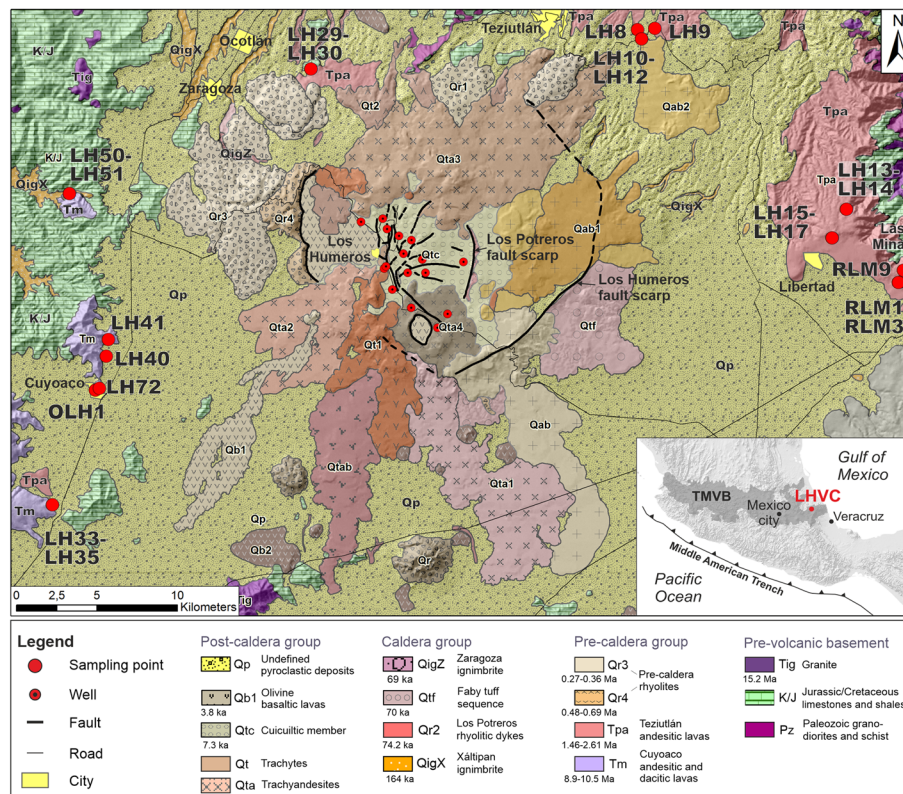 N
K/J
QigX
Ocotlán
Tig
Zaragoza
LH29-
LH30
Tpa
Teziutlán
Tpa
LH8
Tpa
LH9
LH10-
LH12
Qt2
Qr1
Qab2
QigZ
Qta3
Tpa
K/J
LH50-
LH51
QigX
Tm
Qr3
Qr4
Los
Humeros
Qtc
Los Potreros
fault scarp
Qab1
QigX
Tpa
LH13-
LH14
LH15-
LH17
Las
Minas
RLM9
Libertad
RLM1
RLM3
Los Humeros
fault scarp
Qp
K/J
Tm
LH41
LH40
Cuyoaco
LH72
OLH1
Qta2
Qt1
Qta4
Qtf
Qp
Qb1
Qtab
Qab
Qta1
Qp
Tpa
Tm
LH33-
LH35
Qp
Qb2
Qr
Tig
0 2,5 5 10
Kilometers
Gulf of
Mexico
TMVB
LHVC
Mexico
city
Veracruz
Middle American Trench
Pacific
Ocean
Legend
Sampling point
Well
Fault
Road
City
Post-caldera group
Qp Undefined
pyroclastic deposits
Qb1 Olivine
basaltic lavas
3.8 ka
Qtc Cuicuiltic member
7.3 ka
Qt Trachytes
Qta Trachyandesites
Caldera group
QigZ Zaragoza
ignimbrite
69 ka
Qtf Faby tuff
sequence
70 ka
Qr2 Los Potreros
rhyolitic dykes
74.2 ka
QigX Xáltipan
ignimbrite
164 ka
Pre-caldera group
Qr3
0.27-0.36 Ma
Pre-caldera
rhyolites
Qr4
0.48-0.69 Ma
Tpa Teziutlán
andesitic lavas
1.46-2.61 Ma
Tm Cuyoaco
andesitic and
dacitic lavas
8.9-10.5 Ma
Pre-volcanic basement
Tig Granite
15.2 Ma
K/J Jurassic/Cretaceous
limestones and shales
Pz Paleozoic grano-
diorites and schist